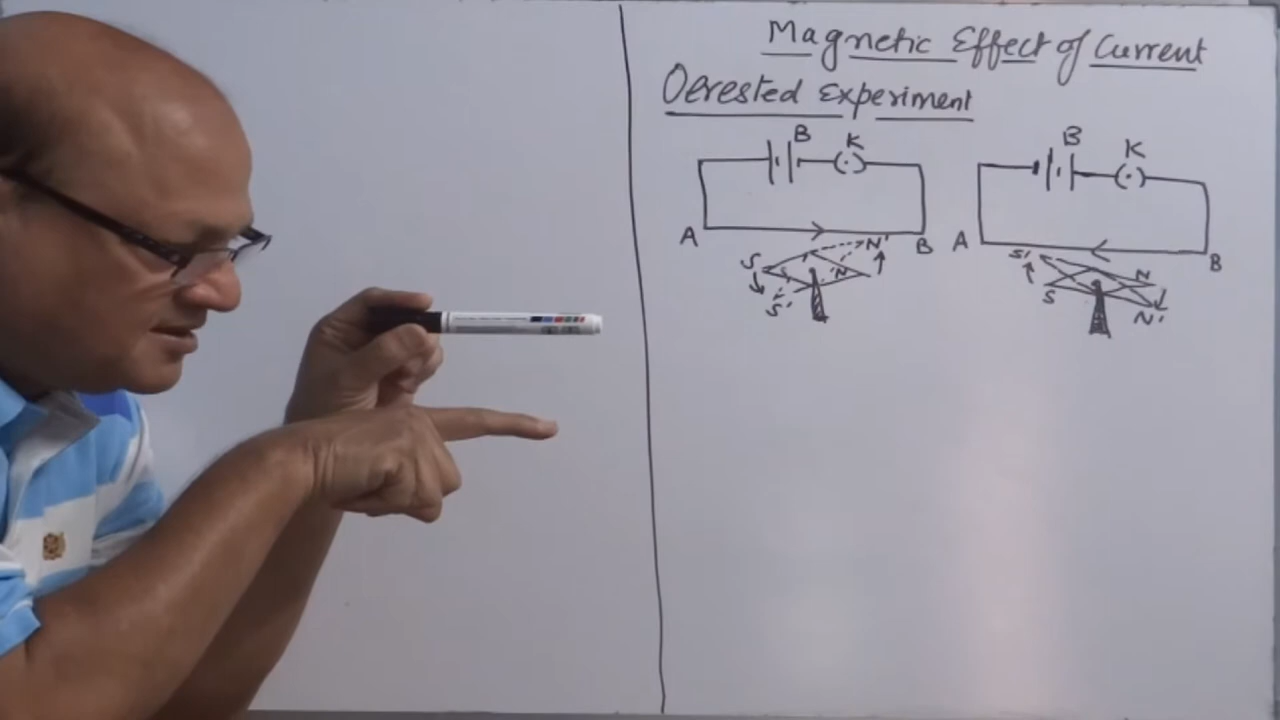 Magnetic Effect of Current
Oersted Experiment
B K
B K
A B
A B
S N'
S N
S'
S' N
S N'